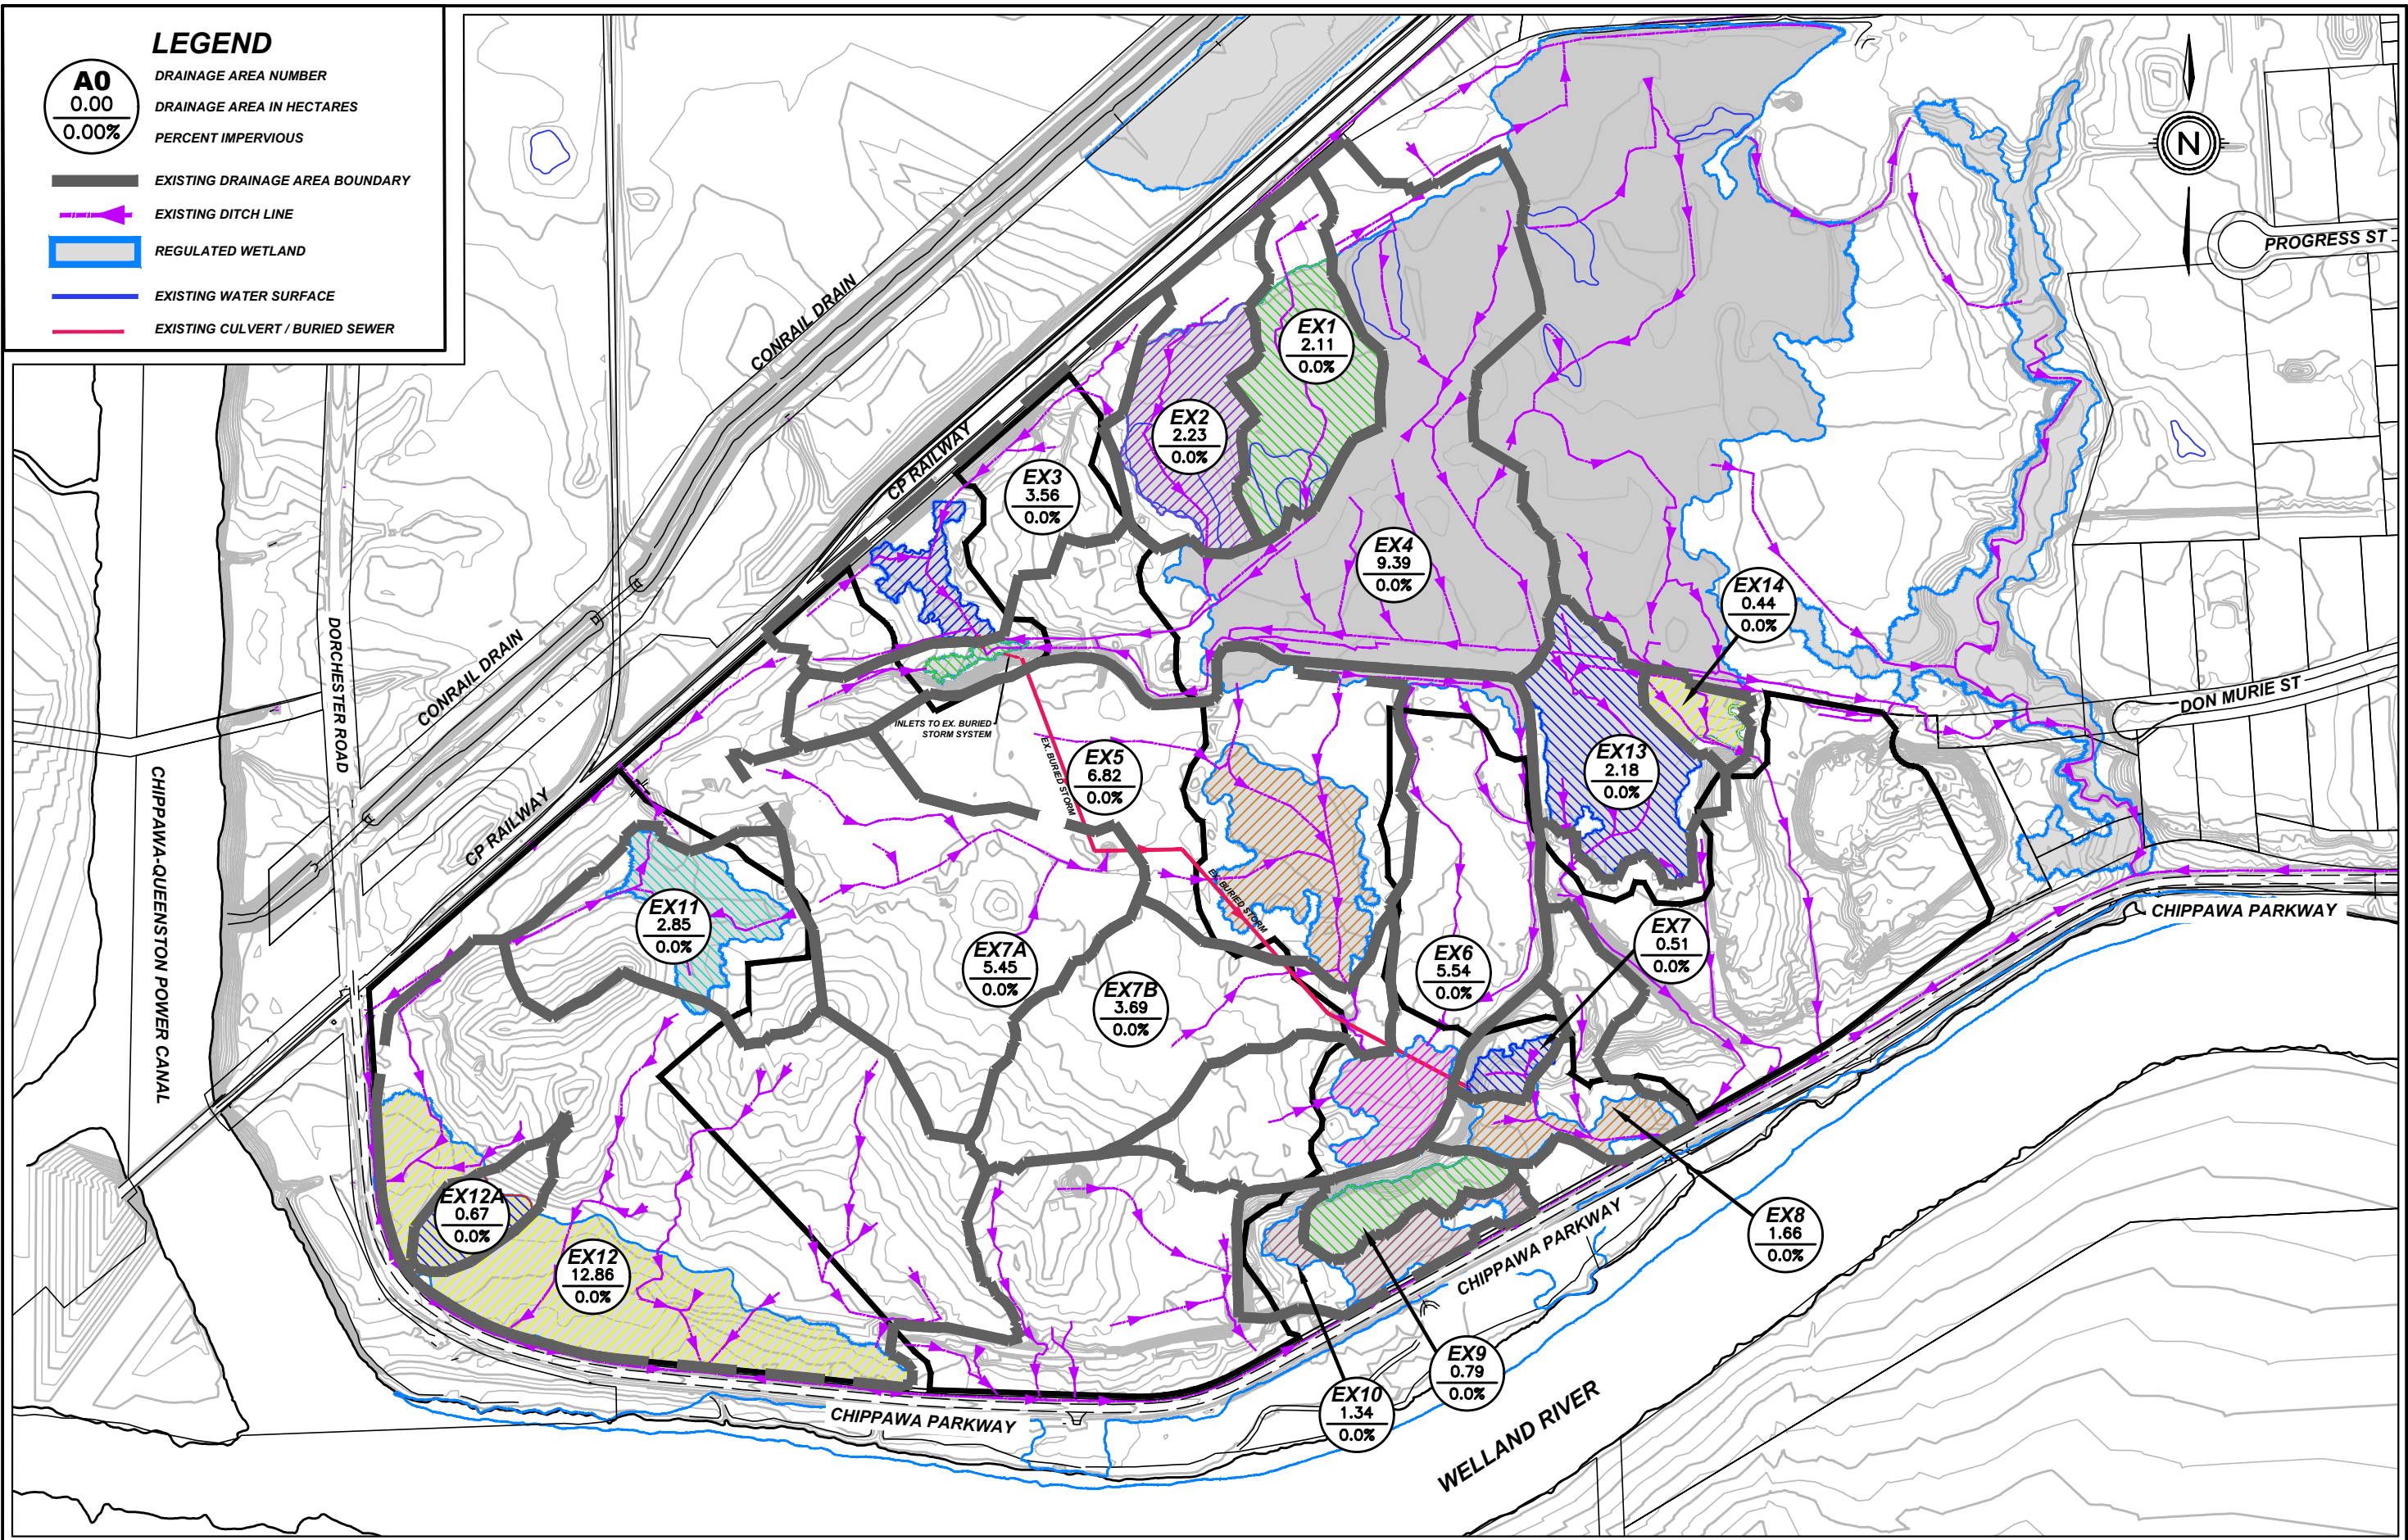 LEGEND
A0
0.00
0.00%
DRAINAGE AREA NUMBER
DRAINAGE AREA IN HECTARES
PERCENT IMPERVIOUS
EXISTING DRAINAGE AREA BOUNDARY
EXISTING DITCH LINE
REGULATED WETLAND
EXISTING WATER SURFACE
EXISTING CULVERT / BURIED SEWER
N
PROGRESS ST
CONRAIL DRAIN
EX1
2.11
0.0%
EX2
2.23
0.0%
CP RAILWAY
EX3
3.56
0.0%
EX4
9.39
0.0%
EX14
0.44
0.0%
DORCHESTER ROAD
CONRAIL DRAIN
DON MURIE ST
INLETS TO EX. BURIED
STORM SYSTEM
EX. BURIED STORM
EX5
6.82
0.0%
EX13
2.18
0.0%
CHIPPAWA-QUEENSTON POWER CANAL
CP RAILWAY
EX. BURIED STORM
EX11
2.85
0.0%
EX7A
5.45
0.0%
EX7B
3.69
0.0%
EX6
5.54
0.0%
EX7
0.51
0.0%
CHIPPAWA PARKWAY
EX12A
0.67
0.0%
EX12
12.86
0.0%
EX8
1.66
0.0%
CHIPPAWA PARKWAY
EX9
0.79
0.0%
EX10
1.34
0.0%
CHIPPAWA PARKWAY
WELLAND RIVER